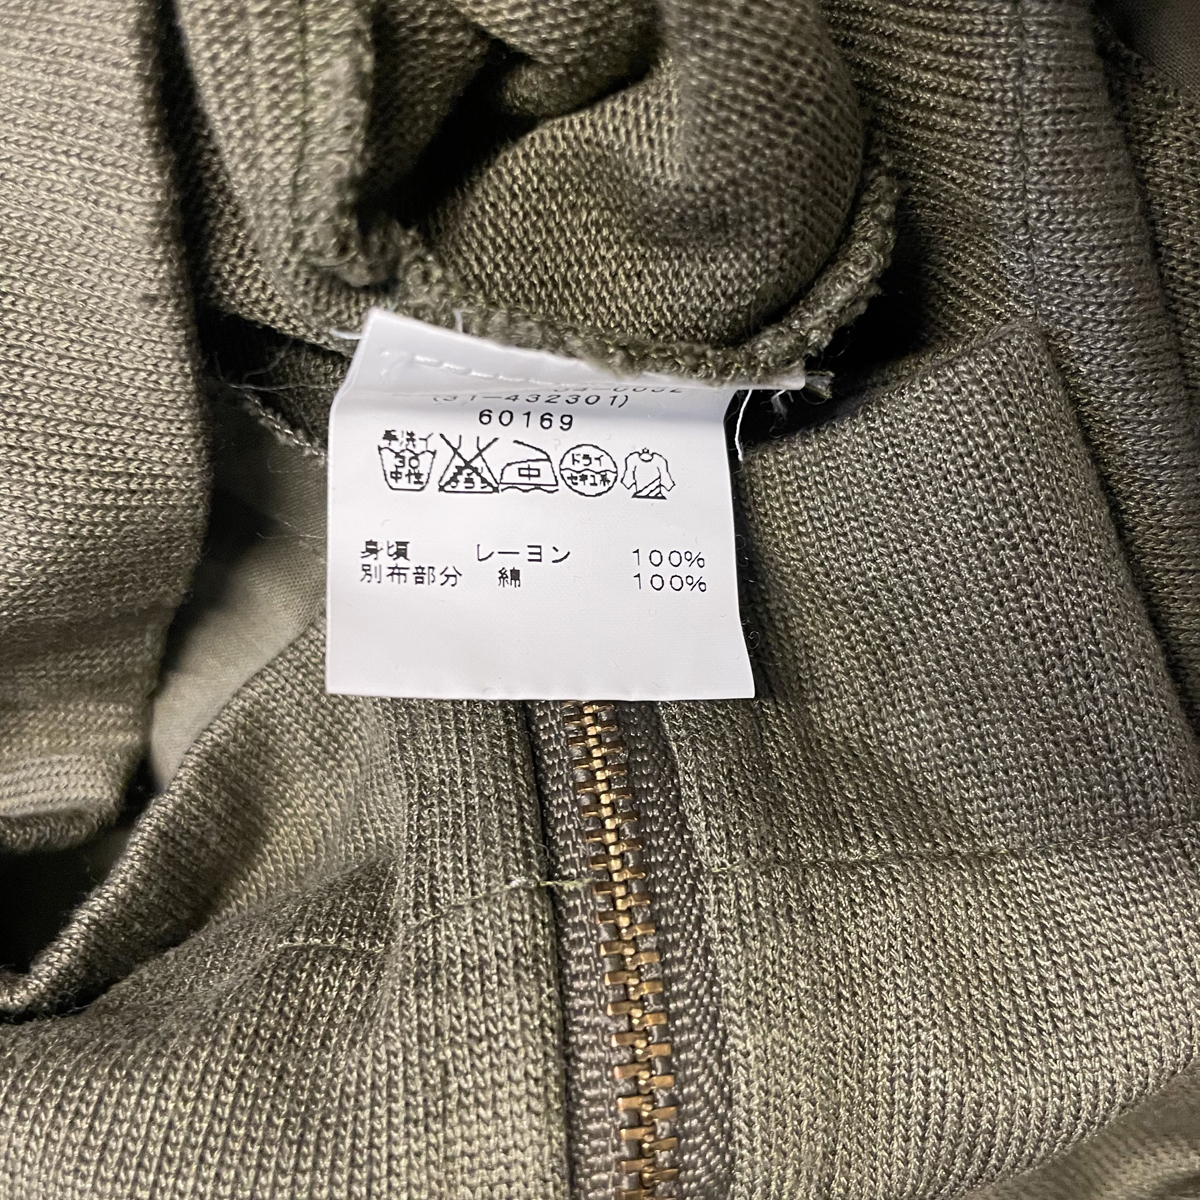 (31-432301)
60169
手洗イ
30
中性
中
ドライ
セキユ系
身頃 レーヨン 100%
別布部分 綿 100%